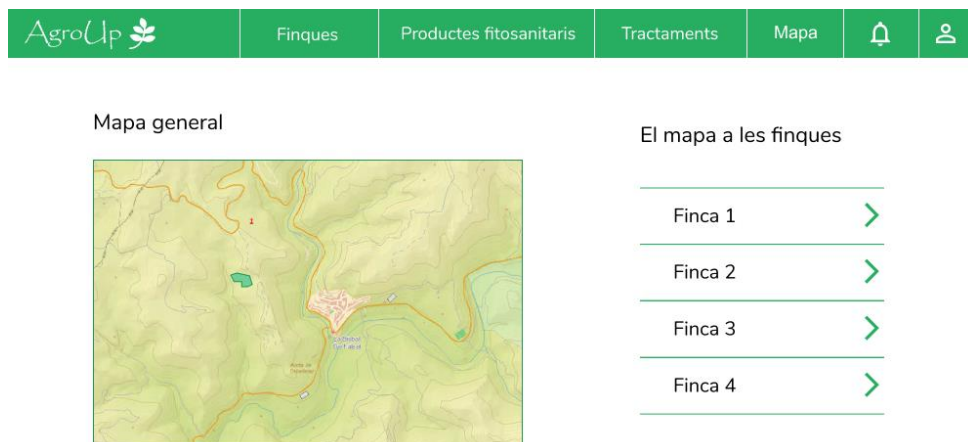 AgroUp
Finques
Productes fitosanitaris
Tractaments
Mapa
Mapa general
El mapa a les finques
1
Finca 1
Finca 2
Finca 3
Finca 4